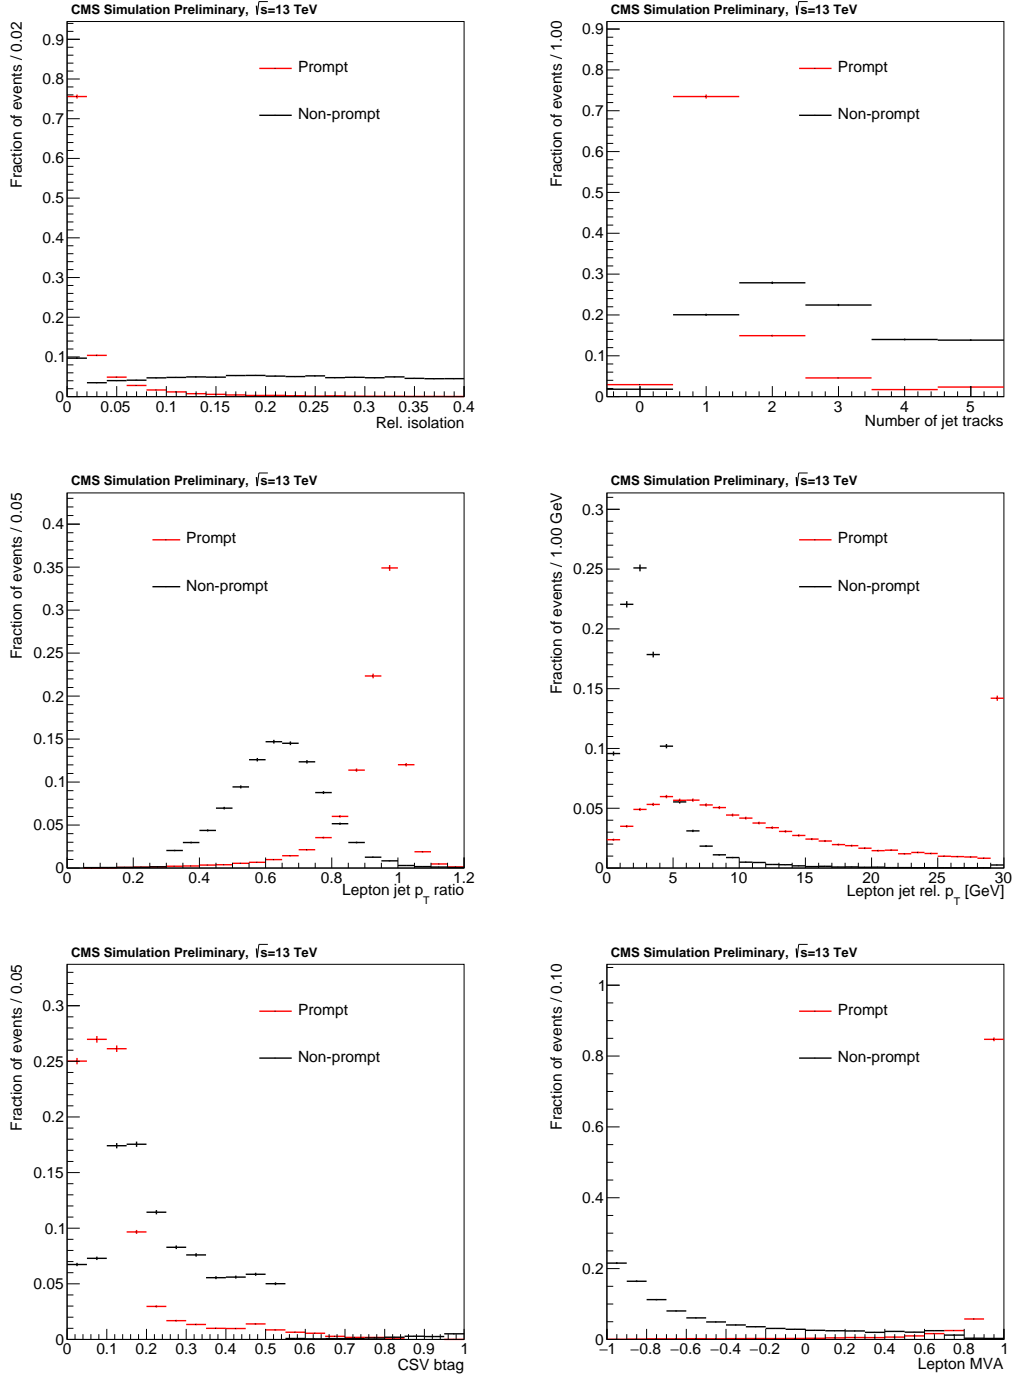 CMS Simulation Preliminary, √s=13 TeV
Fraction of events / 0.02
0.9
0.8
0.7
0.6
0.5
0.4
0.3
0.2
0.1
0
Prompt
Non-prompt
0 0.05 0.1 0.15 0.2 0.25 0.3 0.35 0.4
Rel. isolation
CMS Simulation Preliminary, √s=13 TeV
Fraction of events / 1.00
0.9
0.8
0.7
0.6
0.5
0.4
0.3
0.2
0.1
0
Prompt
Non-prompt
0 1 2 3 4 5
Number of jet tracks
CMS Simulation Preliminary, √s=13 TeV
Fraction of events / 0.05
0.4
0.35
0.3
0.25
0.2
0.15
0.1
0.05
0
Prompt
Non-prompt
0 0.2 0.4 0.6 0.8 1 1.2
Lepton jet p_T ratio
CMS Simulation Preliminary, √s=13 TeV
Fraction of events / 1.00 GeV
0.3
0.25
0.2
0.15
0.1
0.05
0
Prompt
Non-prompt
0 5 10 15 20 25 30
Lepton jet rel. p_T [GeV]
CMS Simulation Preliminary, √s=13 TeV
Fraction of events / 0.05
0.3
0.25
0.2
0.15
0.1
0.05
0
Prompt
Non-prompt
0 0.1 0.2 0.3 0.4 0.5 0.6 0.7 0.8 0.9 1
CSV btag
CMS Simulation Preliminary, √s=13 TeV
Fraction of events / 0.10
1
0.8
0.6
0.4
0.2
0
Prompt
Non-prompt
−1 −0.8 −0.6 −0.4 −0.2 0 0.2 0.4 0.6 0.8 1
Lepton MVA